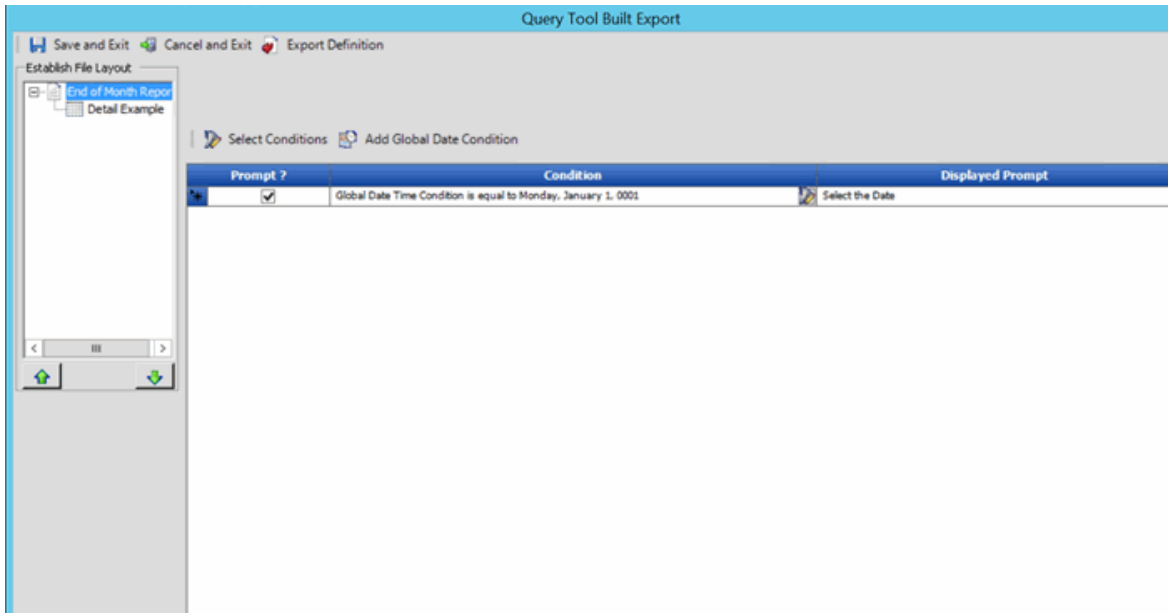 Query Tool Built Export
Save and Exit Cancel and Exit Export Definition
Establish File Layout
End of Month Repor
Detail Example
Select Conditions Add Global Date Condition
Prompt ? Condition Displayed Prompt
Global Date Time Condition is equal to Monday, January 1, 0001 Select the Date